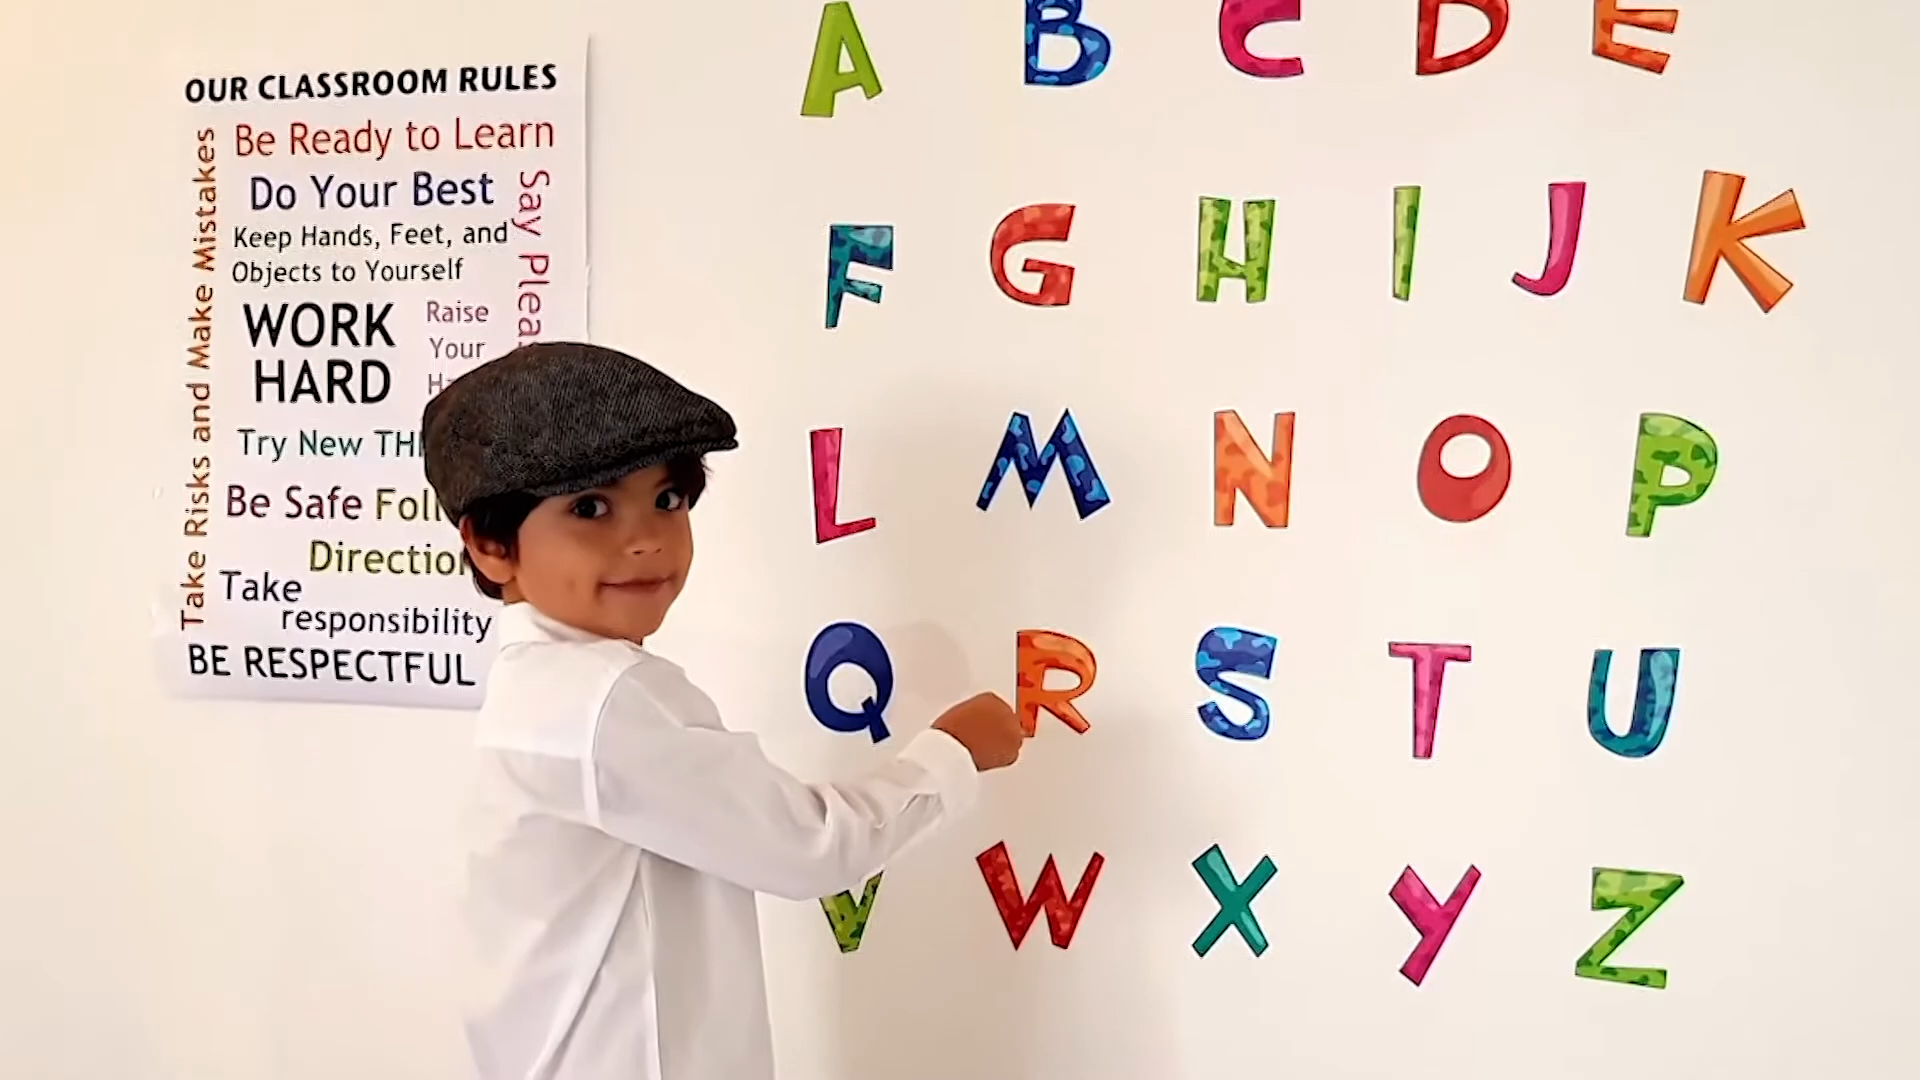 OUR CLASSROOM RULES
Take Risks and Make Mistakes
Be Ready to Learn
Do Your Best
Say
Keep Hands, Feet, and
Objects to Yourself
WORK
HARD
Raise
Your
Try New
Be Safe
Take
responsibility
BE RESPECTFUL
A B C D E
F G H I J K
L M N O P
Q R S T U
V W X Y Z